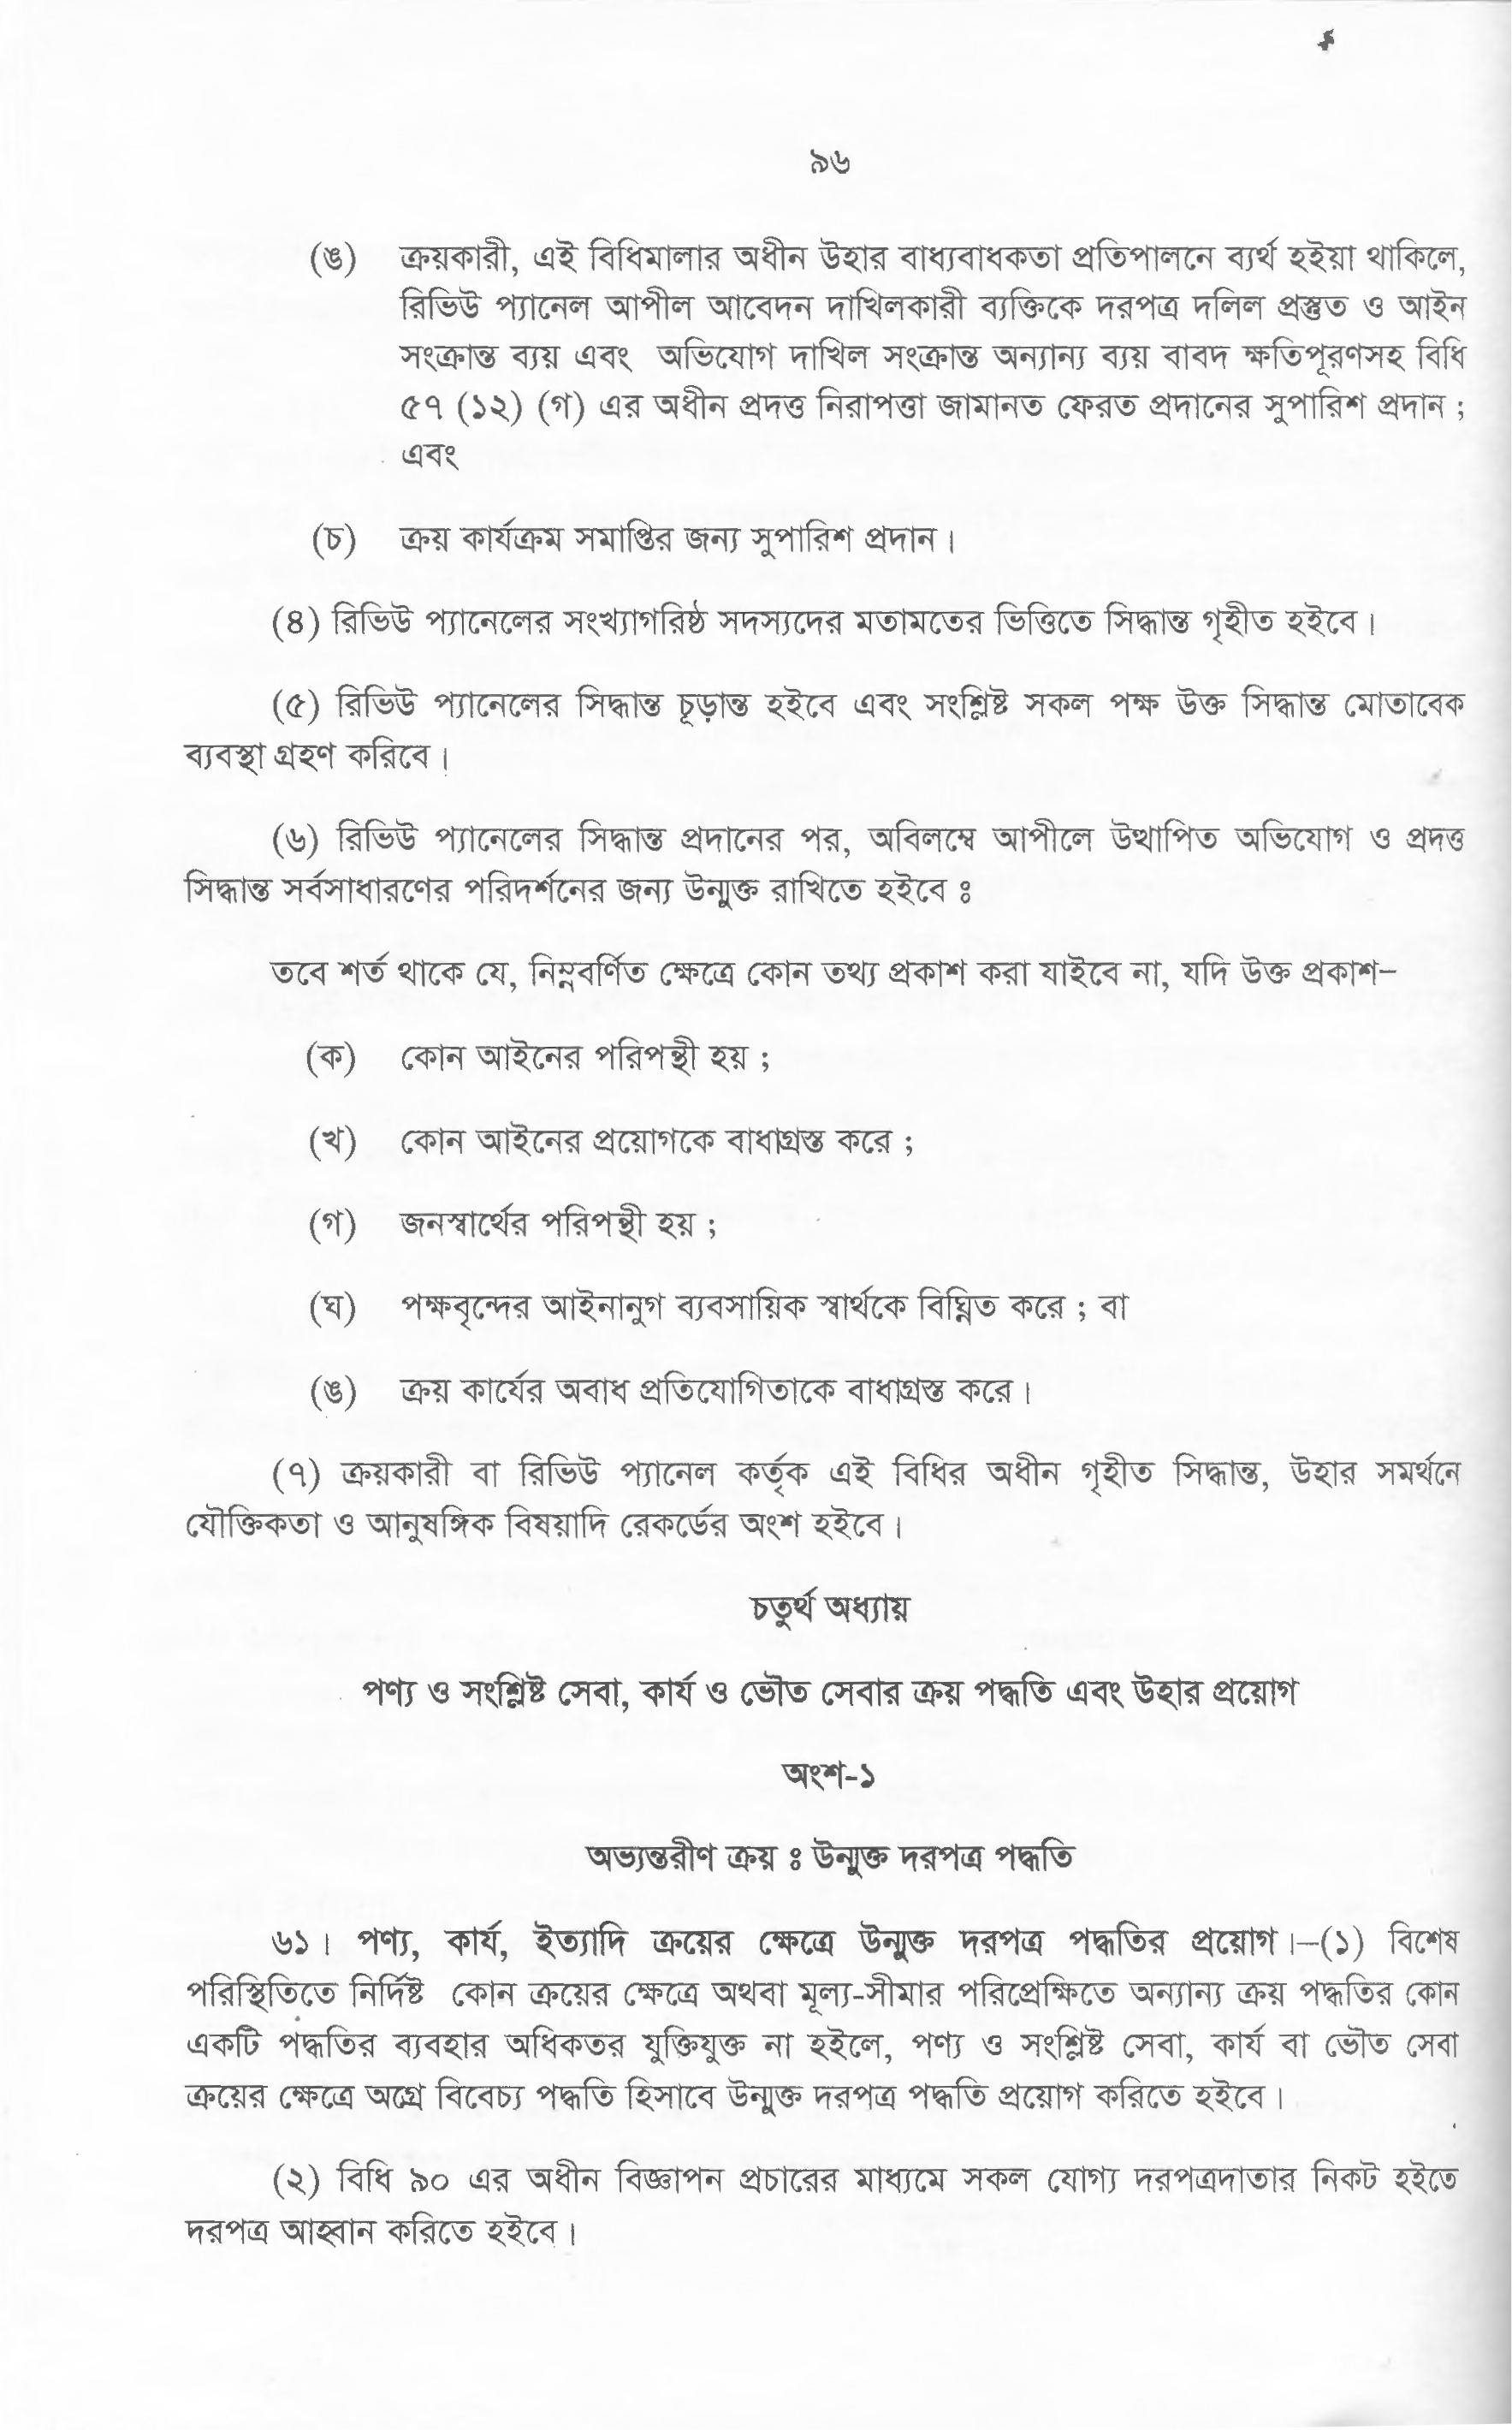 ৯৬
(ঙ) ক্রয়কারী, এই বিধিমালার অধীন উহার বাধ্যবাধকতা প্রতিপালনে ব্যর্থ হইয়া থাকিলে,
রিভিউ প্যানেল আপীল আবেদন দাখিলকারী ব্যক্তিকে দরপত্র দলিল প্রস্তুত ও আইন
সংক্রান্ত ব্যয় এবং অভিযোগ দাখিল সংক্রান্ত অন্যান্য ব্যয় বাবদ ক্ষতিপূরণসহ বিধি
৫৭ (১২) (গ) এর অধীন প্রদত্ত নিরাপত্তা জামানত ফেরত প্রদানের সুপারিশ প্রদান ;
এবং
(চ) ক্রয় কার্যক্রম সমাপ্তির জন্য সুপারিশ প্রদান।
(৪) রিভিউ প্যানেলের সংখ্যাগরিষ্ঠ সদস্যদের মতামতের ভিত্তিতে সিদ্ধান্ত গৃহীত হইবে।
(৫) রিভিউ প্যানেলের সিদ্ধান্ত চূড়ান্ত হইবে এবং সংশ্লিষ্ট সকল পক্ষ উক্ত সিদ্ধান্ত মোতাবেক
ব্যবস্থা গ্রহণ করিবে।
(৬) রিভিউ প্যানেলের সিদ্ধান্ত প্রদানের পর, অবিলম্বে আপীলে উত্থাপিত অভিযোগ ও প্রদত্ত
সিদ্ধান্ত সর্বসাধারণের পরিদর্শনের জন্য উন্মুক্ত রাখিতে হইবে ঃ
তবে শর্ত থাকে যে, নিম্নবর্ণিত ক্ষেত্রে কোন তথ্য প্রকাশ করা যাইবে না, যদি উক্ত প্রকাশ–
(ক) কোন আইনের পরিপন্থী হয় ;
(খ) কোন আইনের প্রয়োগকে বাধাগ্রস্ত করে ;
(গ) জনস্বার্থের পরিপন্থী হয় ;
(ঘ) পক্ষবৃন্দের আইনানুগ ব্যবসায়িক স্বার্থকে বিঘ্নিত করে ; বা
(ঙ) ক্রয় কার্যের অবাধ প্রতিযোগিতাকে বাধাগ্রস্ত করে।
(৭) ক্রয়কারী বা রিভিউ প্যানেল কর্তৃক এই বিধির অধীন গৃহীত সিদ্ধান্ত, উহার সমর্থনে
যৌক্তিকতা ও আনুষঙ্গিক বিষয়াদি রেকর্ডের অংশ হইবে।
চতুর্থ অধ্যায়
পণ্য ও সংশ্লিষ্ট সেবা, কার্য ও ভৌত সেবার ক্রয় পদ্ধতি এবং উহার প্রয়োগ
অংশ-১
অভ্যন্তরীণ ক্রয় ঃ উন্মুক্ত দরপত্র পদ্ধতি
৬১। পণ্য, কার্য, ইত্যাদি ক্রয়ের ক্ষেত্রে উন্মুক্ত দরপত্র পদ্ধতির প্রয়োগ।–(১) বিশেষ
পরিস্থিতিতে নির্দিষ্ট কোন ক্রয়ের ক্ষেত্রে অথবা মূল্য-সীমার পরিপ্রেক্ষিতে অন্যান্য ক্রয় পদ্ধতির কোন
একটি পদ্ধতির ব্যবহার অধিকতর যুক্তিযুক্ত না হইলে, পণ্য ও সংশ্লিষ্ট সেবা, কার্য বা ভৌত সেবা
ক্রয়ের ক্ষেত্রে অগ্রে বিবেচ্য পদ্ধতি হিসাবে উন্মুক্ত দরপত্র পদ্ধতি প্রয়োগ করিতে হইবে।
(২) বিধি ৯০ এর অধীন বিজ্ঞাপন প্রচারের মাধ্যমে সকল যোগ্য দরপত্রদাতার নিকট হইতে
দরপত্র আহ্বান করিতে হইবে।